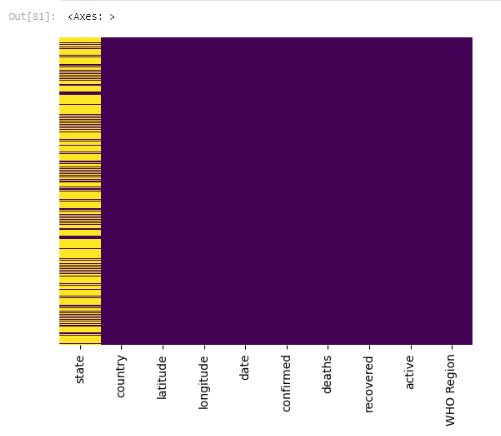 Out[81]: <Axes: >
state
country
latitude
longitude
date
confirmed
deaths
recovered
active
WHO Region